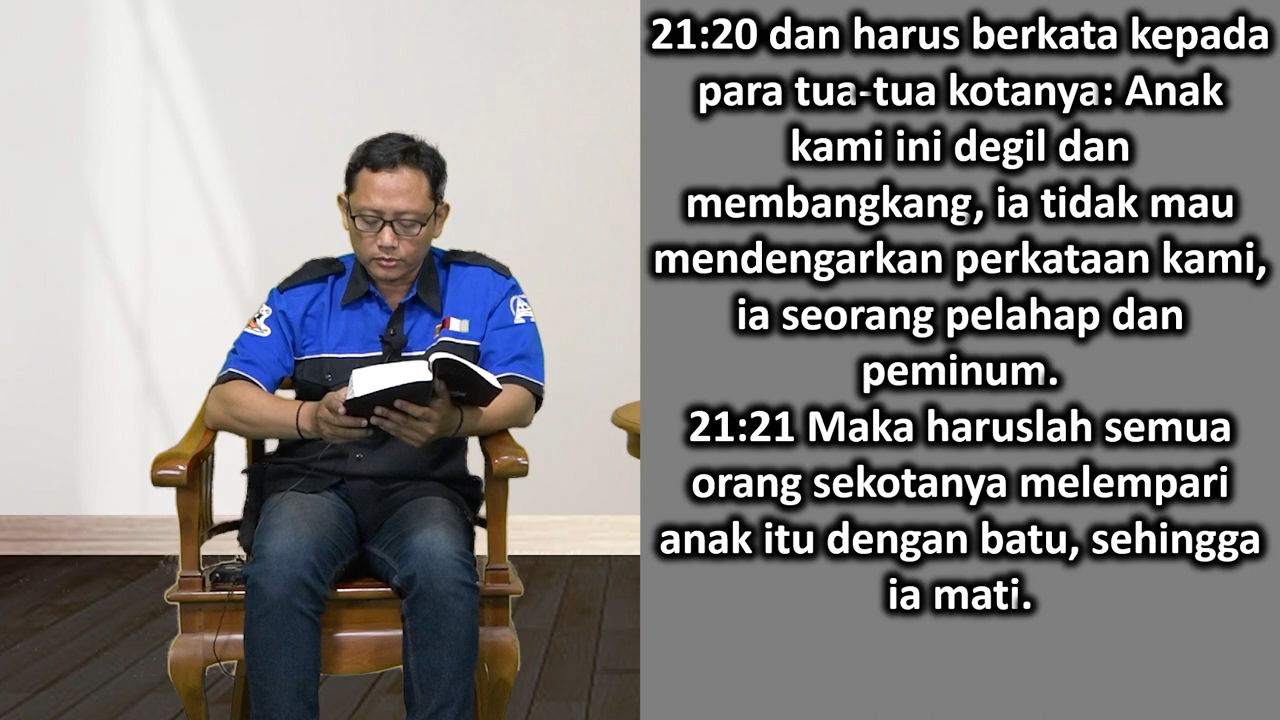 21:20 dan harus berkata kepada
para tua-tua kotanya: Anak
kami ini degil dan
membangkang, ia tidak mau
mendengarkan perkataan kami,
ia seorang pelahap dan
peminum.
21:21 Maka haruslah semua
orang sekotanya melempari
anak itu dengan batu, sehingga
ia mati.